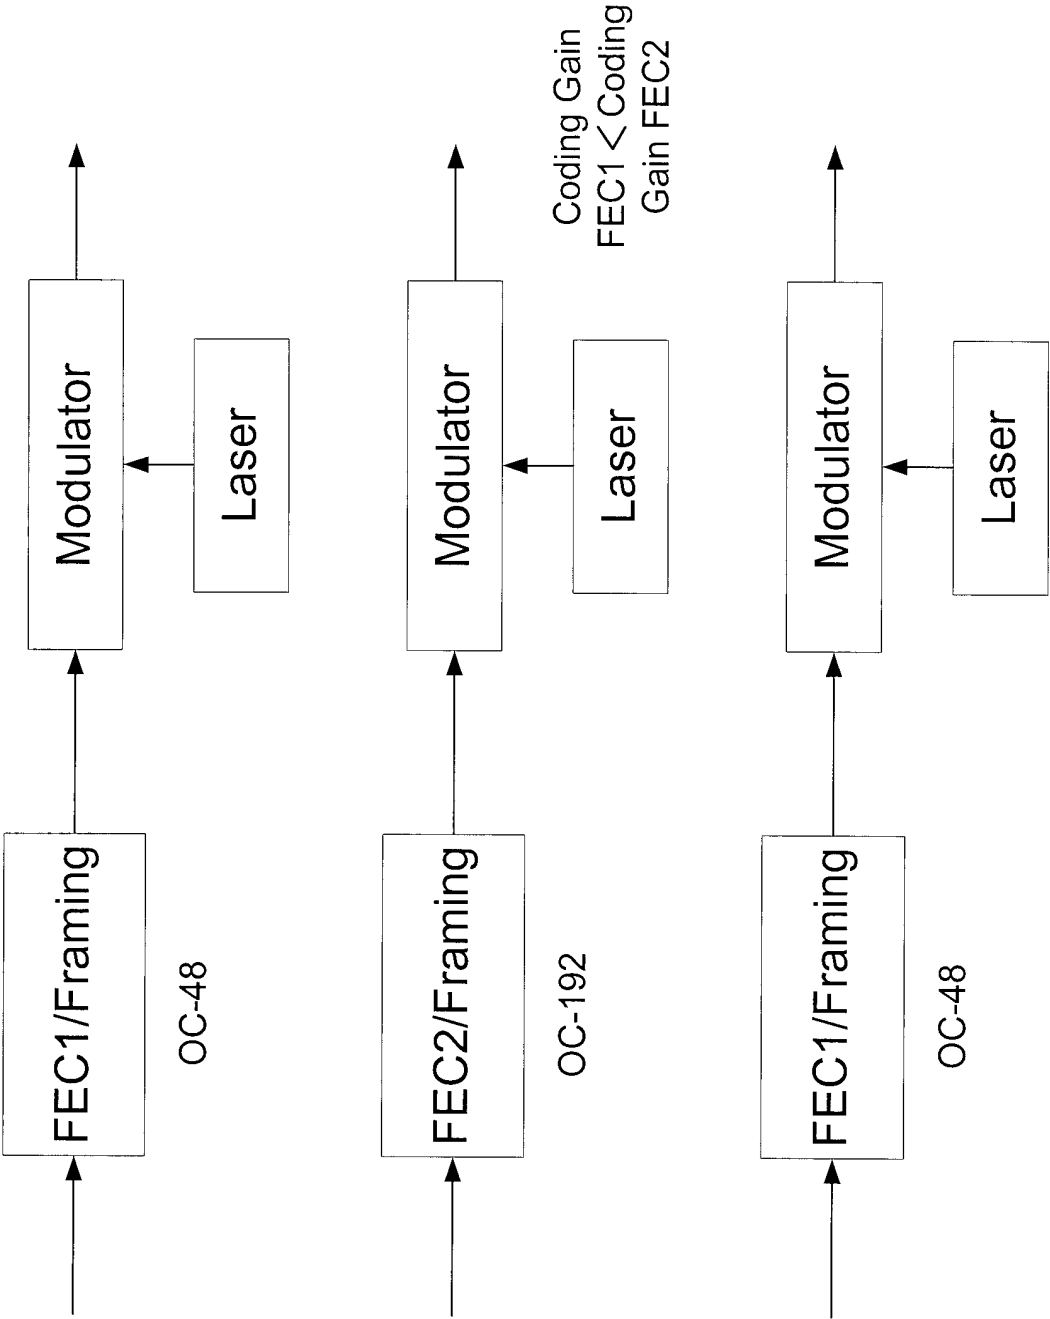 FEC1/Framing
OC-48
Modulator
Laser
FEC2/Framing
OC-192
Modulator
Laser
Coding Gain
FEC1 < Coding
Gain FEC2
FEC1/Framing
OC-48
Modulator
Laser